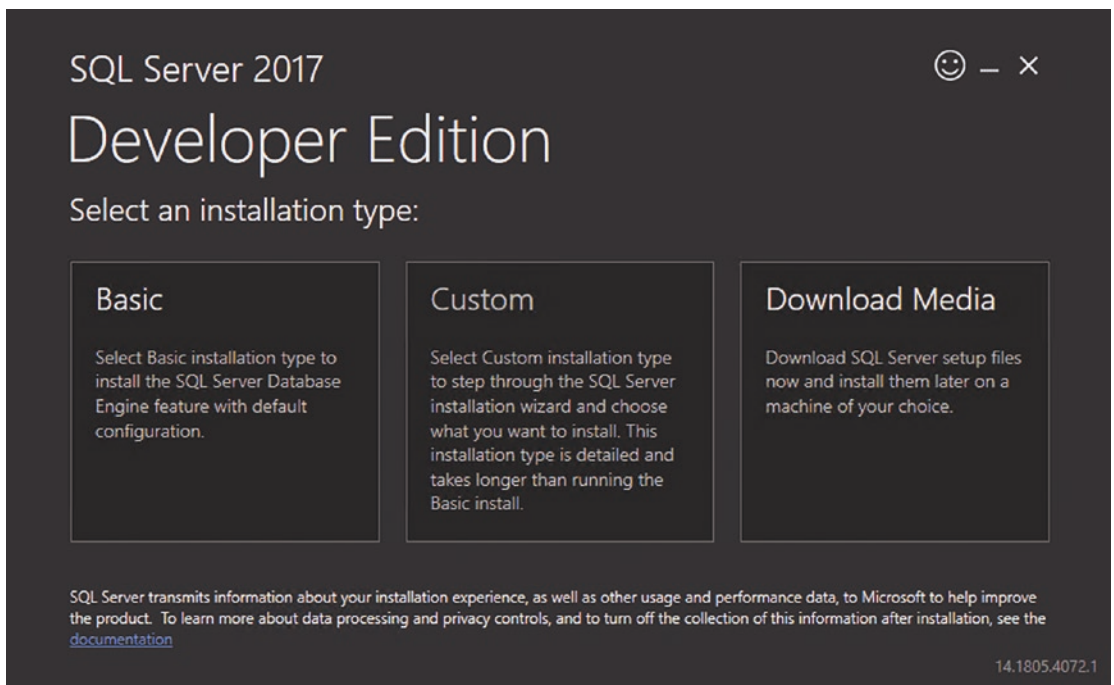 SQL Server 2017
Developer Edition
Select an installation type:
Basic
Select Basic installation type to
install the SQL Server Database
Engine feature with default
configuration.
Custom
Select Custom installation type
to step through the SQL Server
installation wizard and choose
what you want to install. This
installation type is detailed and
takes longer than running the
Basic install.
Download Media
Download SQL Server setup files
now and install them later on a
machine of your choice.
SQL Server transmits information about your installation experience, as well as other usage and performance data, to Microsoft to help improve
the product. To learn more about data processing and privacy controls, and to turn off the collection of this information after installation, see the
documentation
14.1805.4072.1